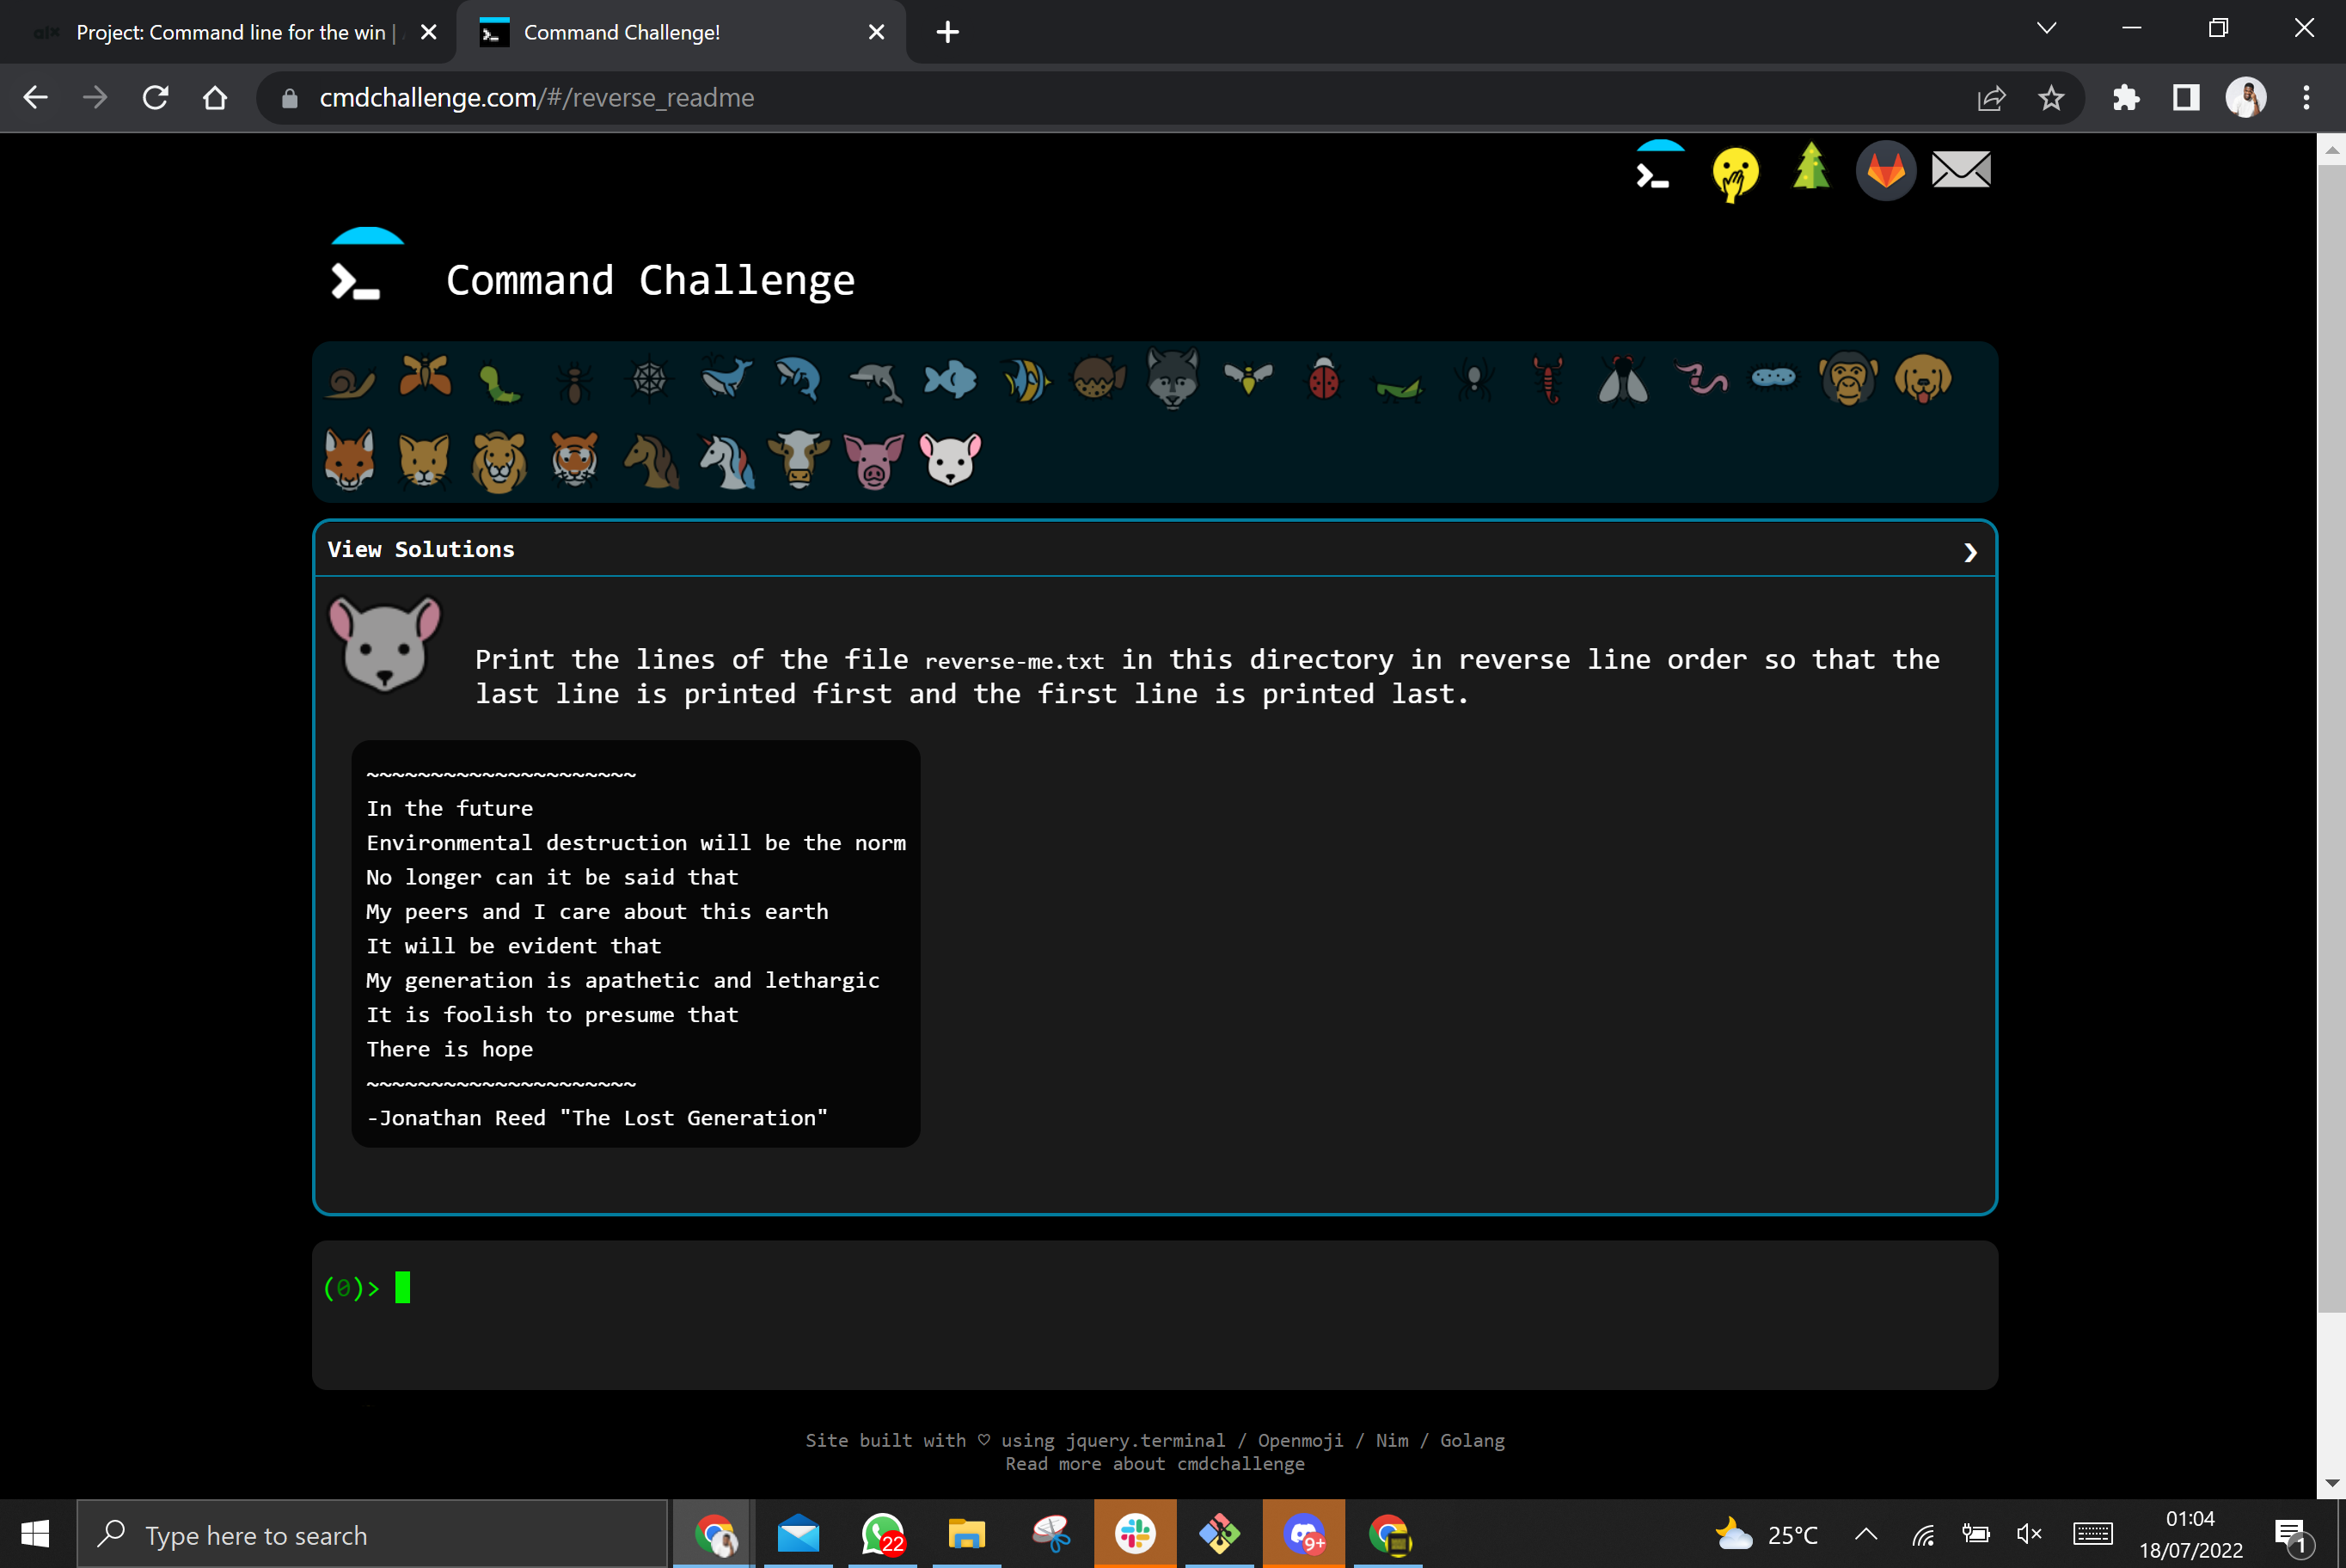 alx Project: Command line for the win |
Command Challenge!
cmdchallenge.com/#/reverse_readme
Command Challenge
View Solutions
Print the lines of the file reverse-me.txt in this directory in reverse line order so that the
last line is printed first and the first line is printed last.
~~~~~~~~~~~~~~~~~~~~~
In the future
Environmental destruction will be the norm
No longer can it be said that
My peers and I care about this earth
It will be evident that
My generation is apathetic and lethargic
It is foolish to presume that
There is hope
~~~~~~~~~~~~~~~~~~~~~
-Jonathan Reed "The Lost Generation"
(0)>
Site built with ♡ using jquery.terminal / Openmoji / Nim / Golang
Read more about cmdchallenge
Type here to search
22
9+
25°C
01:04
18/07/2022
1